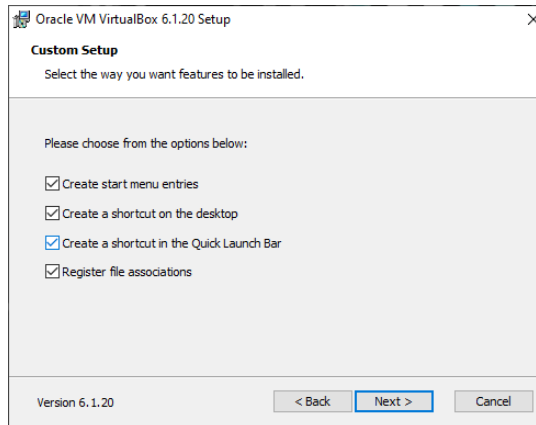 Oracle VM VirtualBox 6.1.20 Setup
Custom Setup
Select the way you want features to be installed.
Please choose from the options below:
Create start menu entries
Create a shortcut on the desktop
Create a shortcut in the Quick Launch Bar
Register file associations
Version 6.1.20
< Back
Next >
Cancel